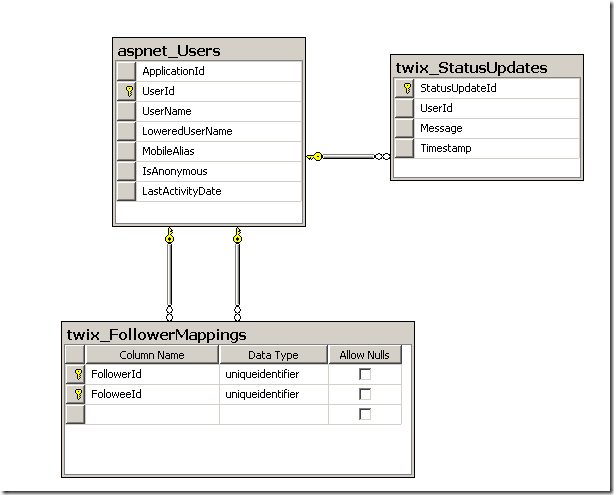 aspnet_Users
ApplicationId
UserId
UserName
LoweredUserName
MobileAlias
IsAnonymous
LastActivityDate
twix_StatusUpdates
StatusUpdateId
UserId
Message
Timestamp
twix_FollowerMappings
Column Name Data Type Allow Nulls
FollowerId uniqueidentifier
FoloweeId uniqueidentifier